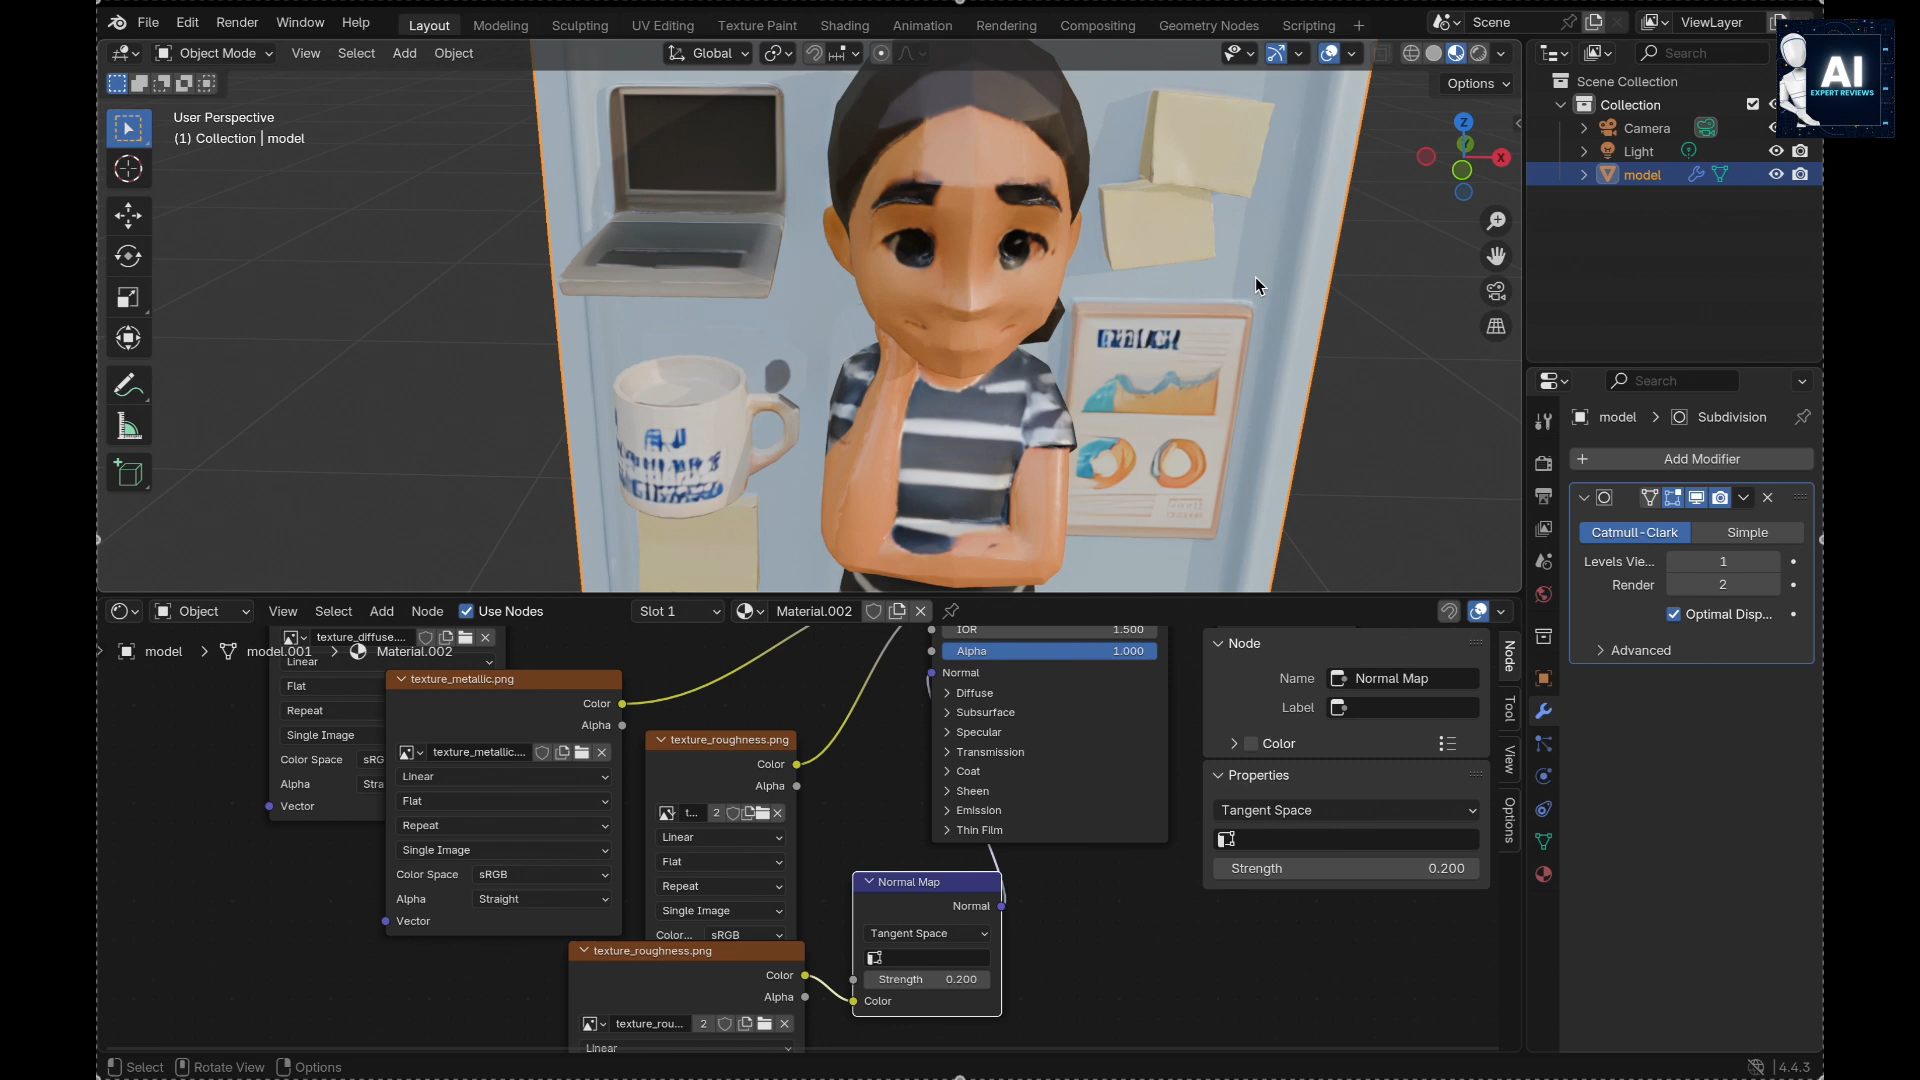 File Edit Render Window Help Layout Modeling Sculpting UV Editing Texture Paint Shading Animation Rendering Compositing Geometry Nodes Scripting + Scene ViewLayer
Object Mode View Select Add Object Global Search
Options
User Perspective
(1) Collection | model
Z
X
AI
EXPERT REVIEWS
Scene Collection
Collection
Camera
Light
model
Search
model > Subdivision
+ Add Modifier
Catmull-Clark Simple
Levels Vie... 1
Render 2
Optimal Disp...
Advanced
Object View Select Add Node Use Nodes Slot 1 Material.002
texture_diffuse....
model > model.001 > Material.002
Linear
Flat
Repeat
Single Image
Color Space sRG
Alpha Stra
Vector
texture_metallic.png
Color
Alpha
texture_metallic....
Linear
Flat
Repeat
Single Image
Color Space sRGB
Alpha Straight
Vector
texture_roughness.png
Color
Alpha
t... 2
Linear
Flat
Repeat
Single Image
Color... sRGB
texture_roughness.png
Color
Alpha
texture_rou... 2
Linear
IOR 1.500
Alpha 1.000
Normal
Diffuse
Subsurface
Specular
Transmission
Coat
Sheen
Emission
Thin Film
Normal Map
Normal
Tangent Space
Strength 0.200
Color
Node
Name Normal Map
Label
Color
Properties
Tangent Space
Strength 0.200
Node
Tool
View
Options
Select Rotate View Options 4.4.3